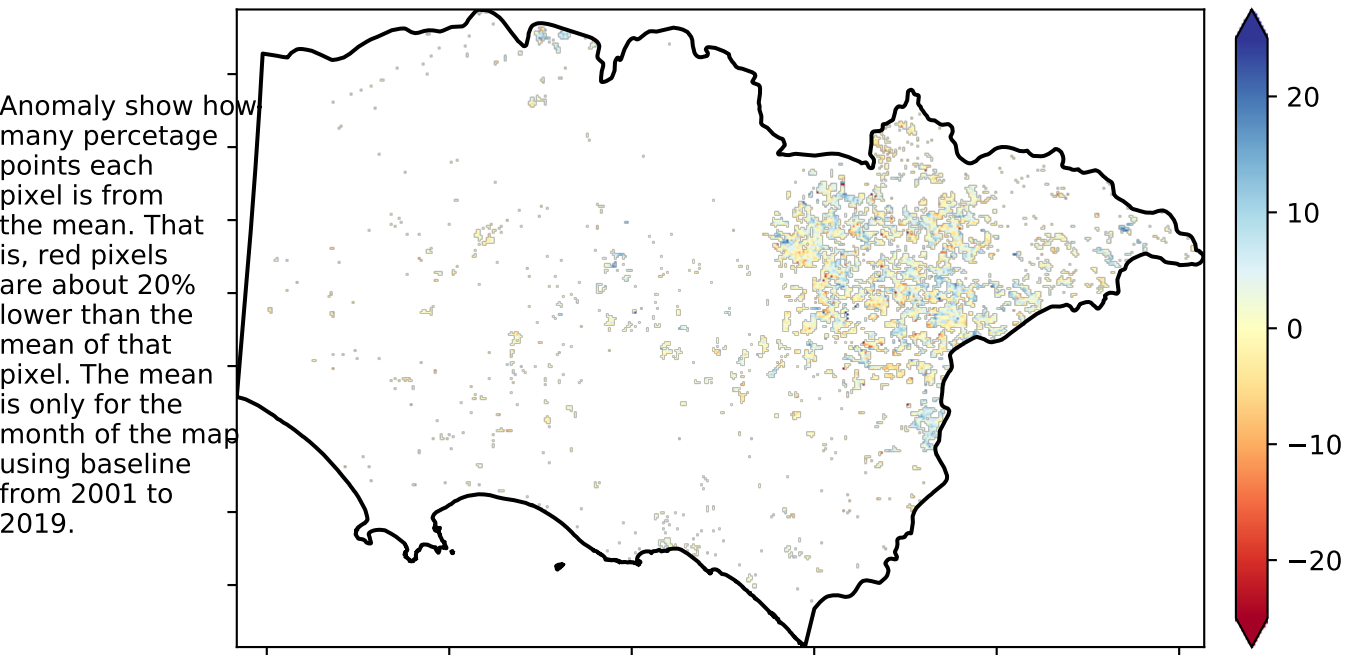 Anomaly show how
many percetage
points each
pixel is from
the mean. That
is, red pixels
are about 20%
lower than the
mean of that
pixel. The mean
is only for the
month of the map
using baseline
from 2001 to
2019.
20
10
0
−10
−20